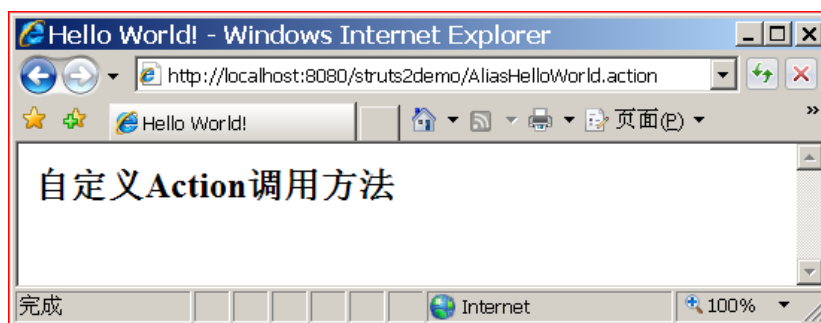 Hello World! - Windows Internet Explorer
http://localhost:8080/struts2demo/AliasHelloWorld.action
Hello World!
页面(P)
»
自定义Action调用方法
完成
Internet
100%